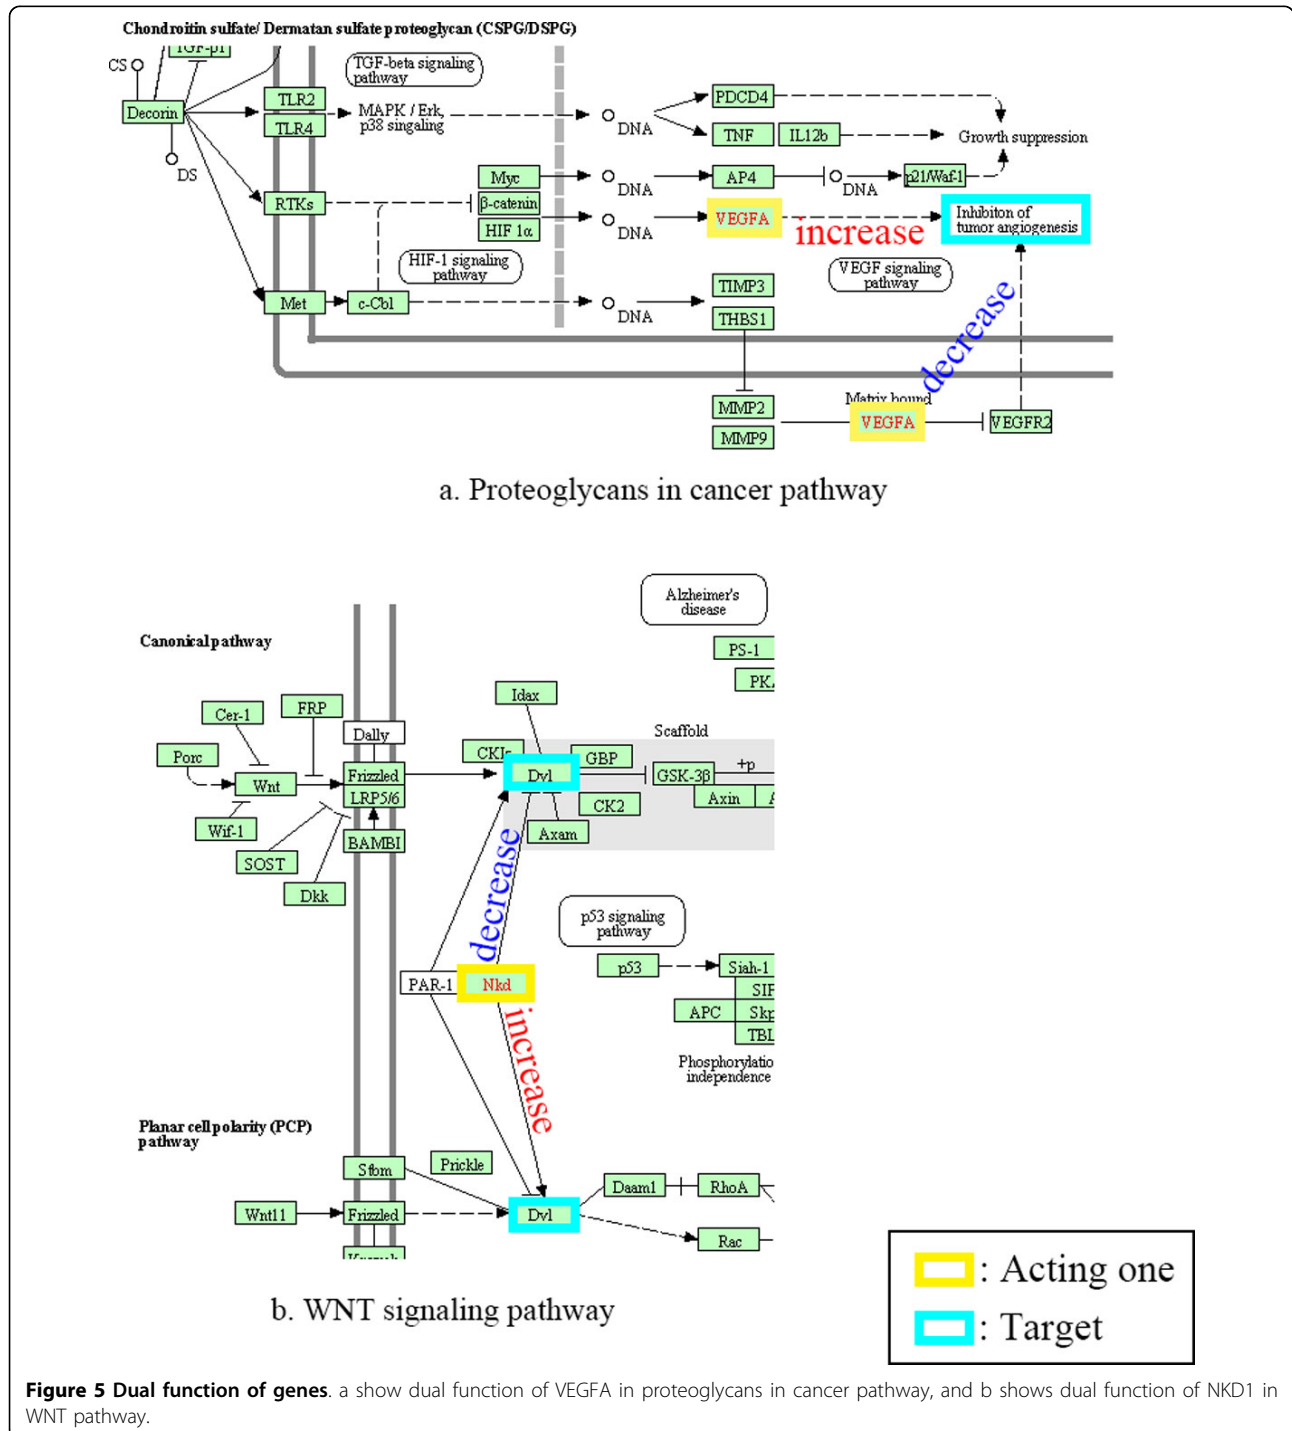 Chondroitin sulfate/ Dermatan sulfate proteoglycan (CSPG/DSPG)
TGF-β1
CS
TGF-beta signaling
pathway
Decorin
TLR2
TLR4
MAPK / Erk,
p38 singaling
DNA
PDCD4
TNF
IL12b
Growth suppression
DS
Myc
DNA
AP4
DNA
p21/Waf-1
RTKs
β-catenin
HIF 1α
DNA
VEGFA
increase
Inhibiton of
tumor angiogenesis
HIF-1 signaling
pathway
VEGF signaling
pathway
Met
c-Cbl
DNA
TIMP3
THBS1
decrease
MMP2
MMP9
Matrix bound
VEGFA
VEGFR2
a. Proteoglycans in cancer pathway
Alzheimer's
disease
Canonical pathway
PS-1
Idax
Cer-1
FRP
Dally
Scaffold
Porc
Wnt
Frizzled
LRP5/6
Dvl
GBP
GSK-3β
+p
Axin
CK2
Wif-1
BAMBI
Axam
SOST
Dkk
decrease
p53 signaling
pathway
PAR-1
Nkd
p53
Siah-1
APC
increase
Phosphorylatio
independence
Planar cell polarity (PCP)
pathway
Stbm
Prickle
Daam1
RhoA
Wnt11
Frizzled
Dvl
Rac
b. WNT signaling pathway
: Acting one
: Target
Figure 5 Dual function of genes. a show dual function of VEGFA in proteoglycans in cancer pathway, and b shows dual function of NKD1 in
WNT pathway.